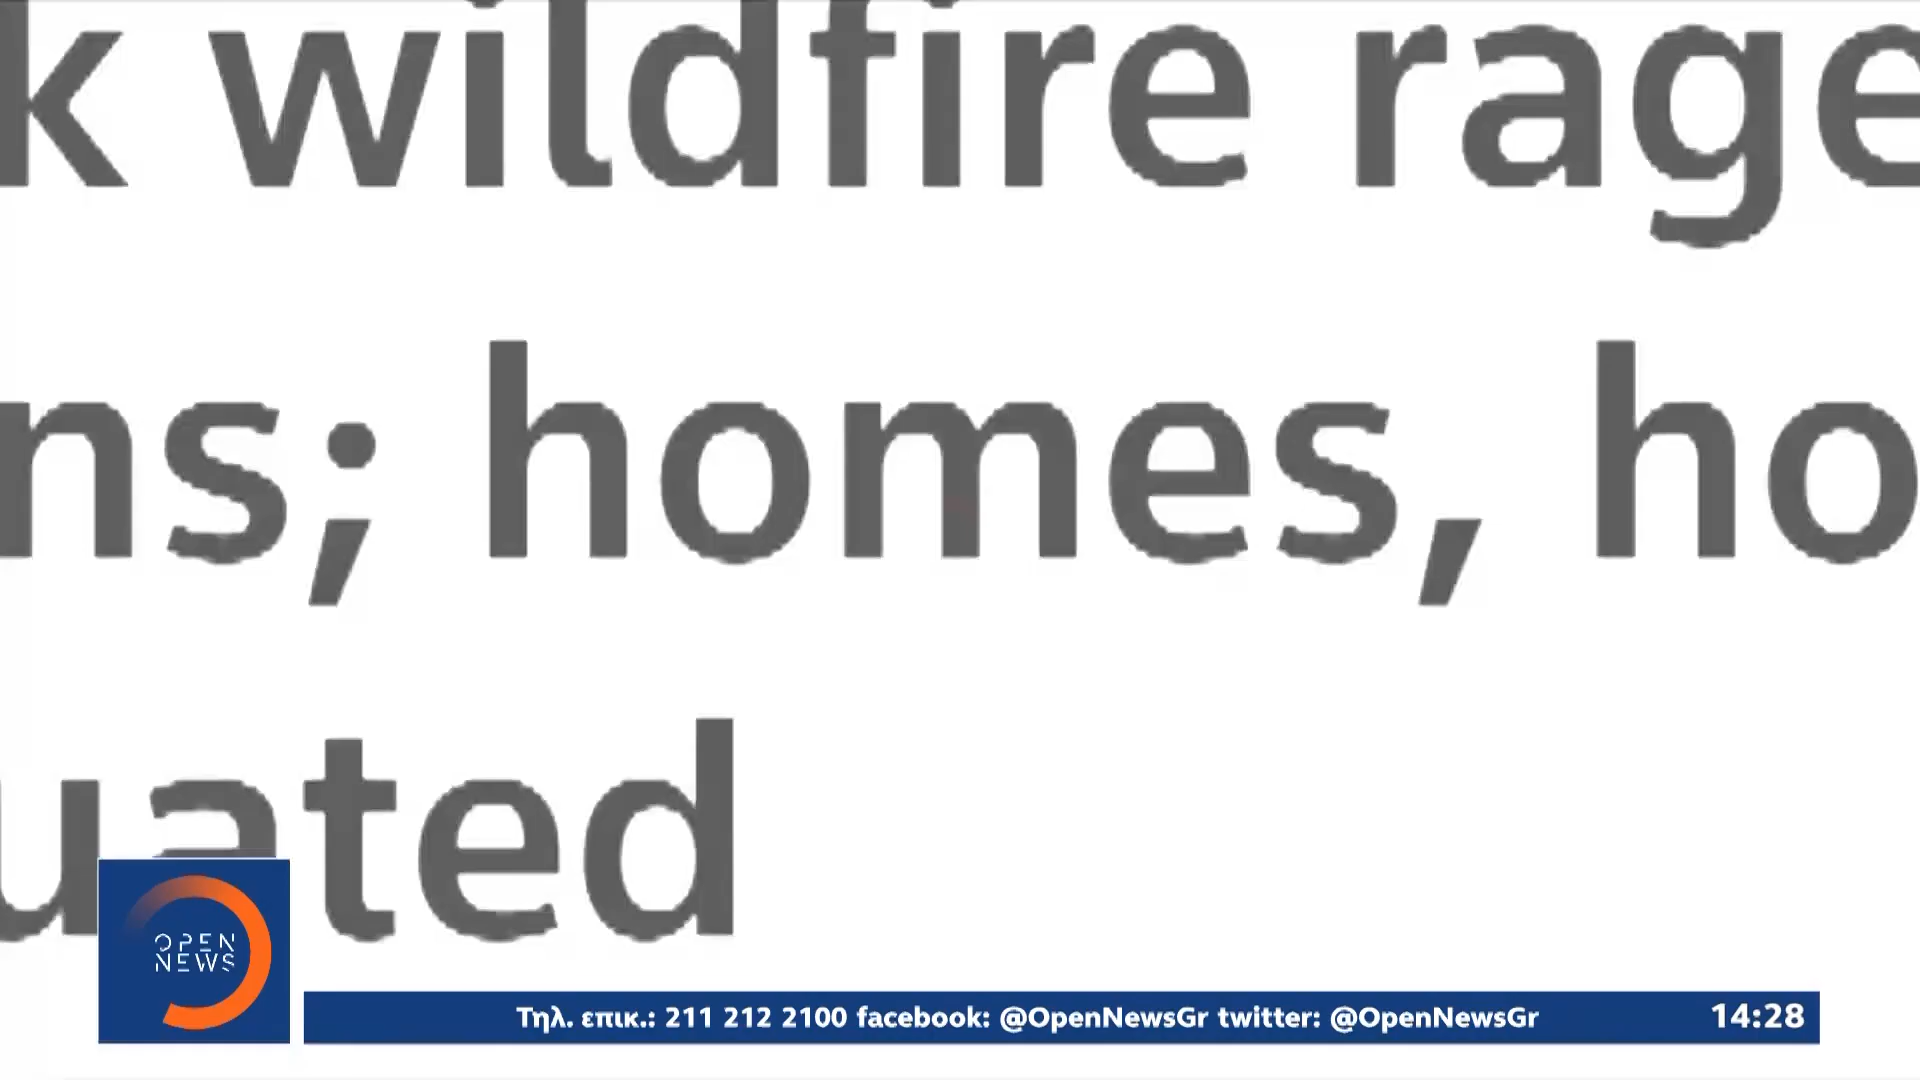 k wildfire rage
ns; homes, ho
uated
OPEN
NEWS
Τηλ. επικ.: 211 212 2100 facebook: @OpenNewsGr twitter: @OpenNewsGr
14:28